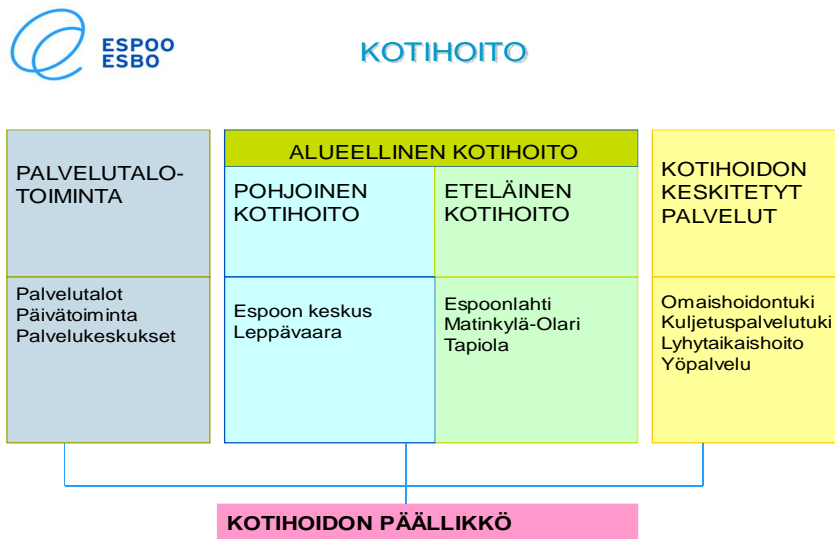 ESPOO
ESBO
KOTIHOITO
PALVELUTALO-
TOIMINTA
Palvelutalot
Päivätoiminta
Palvelukeskukset
ALUEELLINEN KOTIHOITO
POHJOINEN
KOTIHOITO
Espoon keskus
Leppävaara
ETELÄINEN
KOTIHOITO
Espoonlahti
Matinkylä-Olari
Tapiola
KOTIHOIDON
KESKITETYT
PALVELUT
Omaishoidontuki
Kuljetuspalvelutuki
Lyhytaikaishoito
Yöpalvelu
KOTIHOIDON PÄÄLLIKKÖ